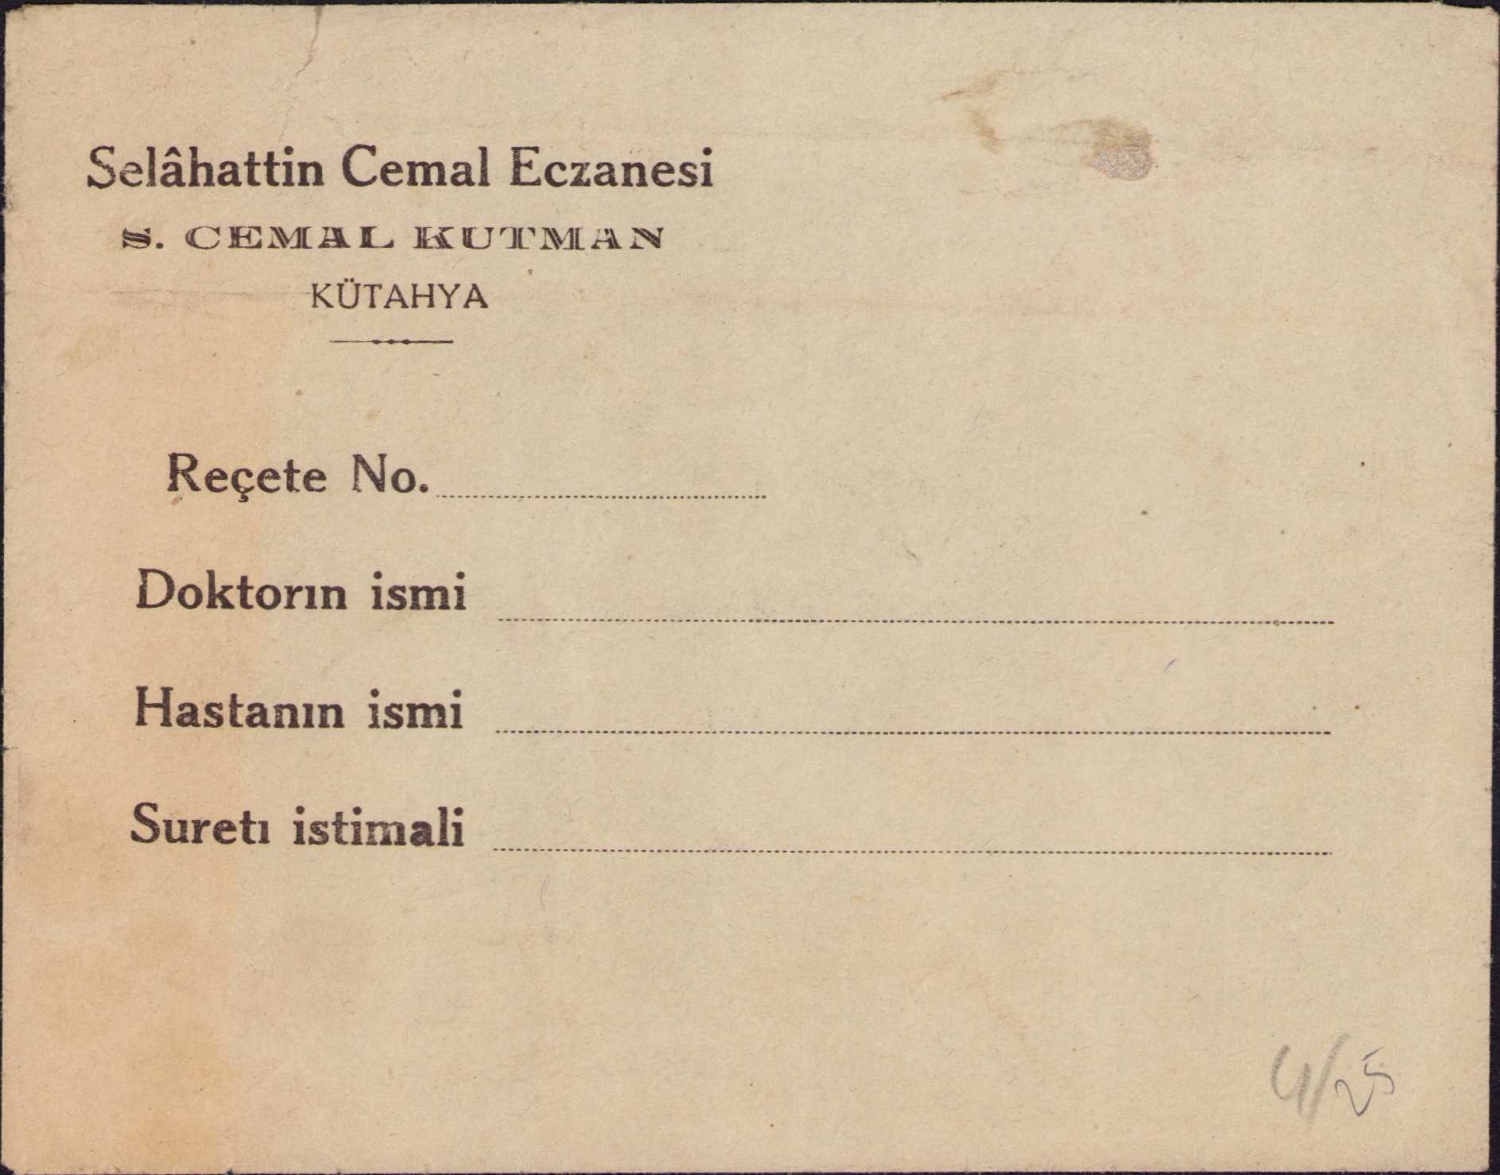 Selâhattin Cemal Eczanesi
S. CEMAL KUTMAN
KÜTAHYA
Reçete No.
Doktorın ismi
Hastanın ismi
Suretı istimali
4/25